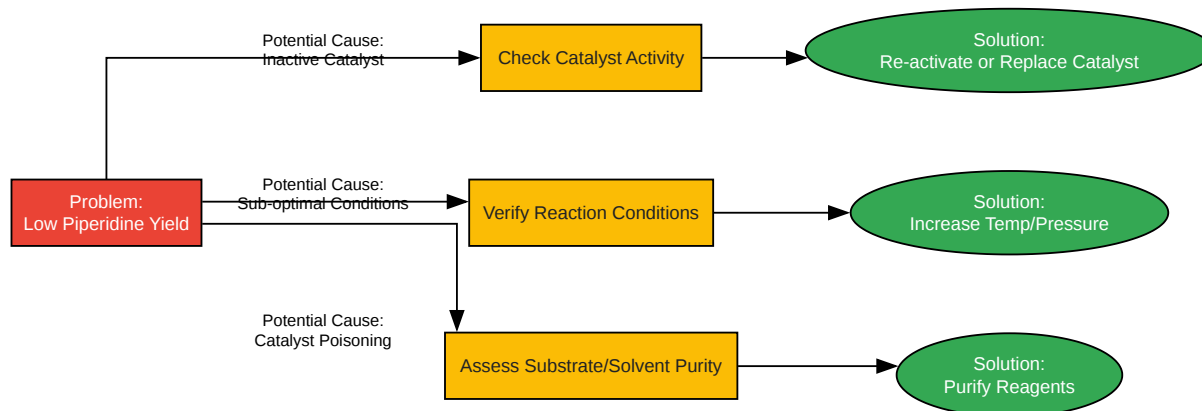 Potential Cause:
Inactive Catalyst
Check Catalyst Activity
Solution:
Re-activate or Replace Catalyst
Problem:
Low Piperidine Yield
Potential Cause:
Sub-optimal Conditions
Verify Reaction Conditions
Solution:
Increase Temp/Pressure
Potential Cause:
Catalyst Poisoning
Assess Substrate/Solvent Purity
Solution:
Purify Reagents